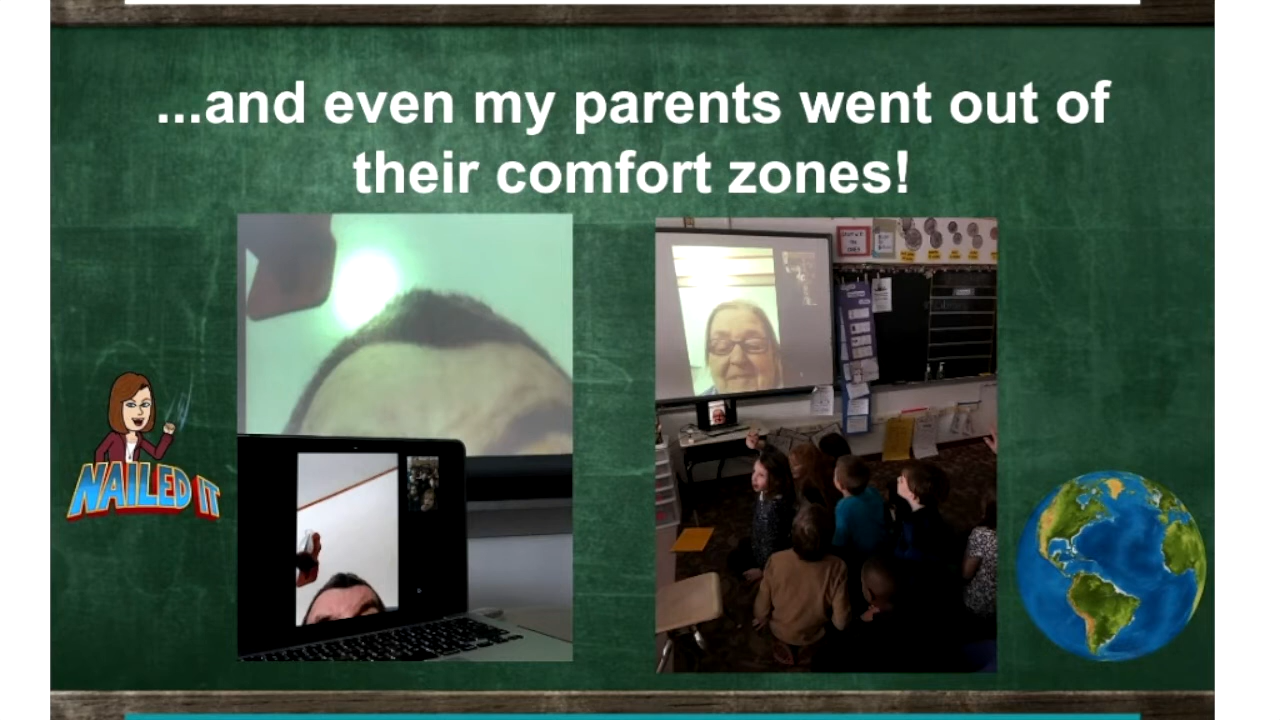 ...and even my parents went out of
their comfort zones!
NAILED IT